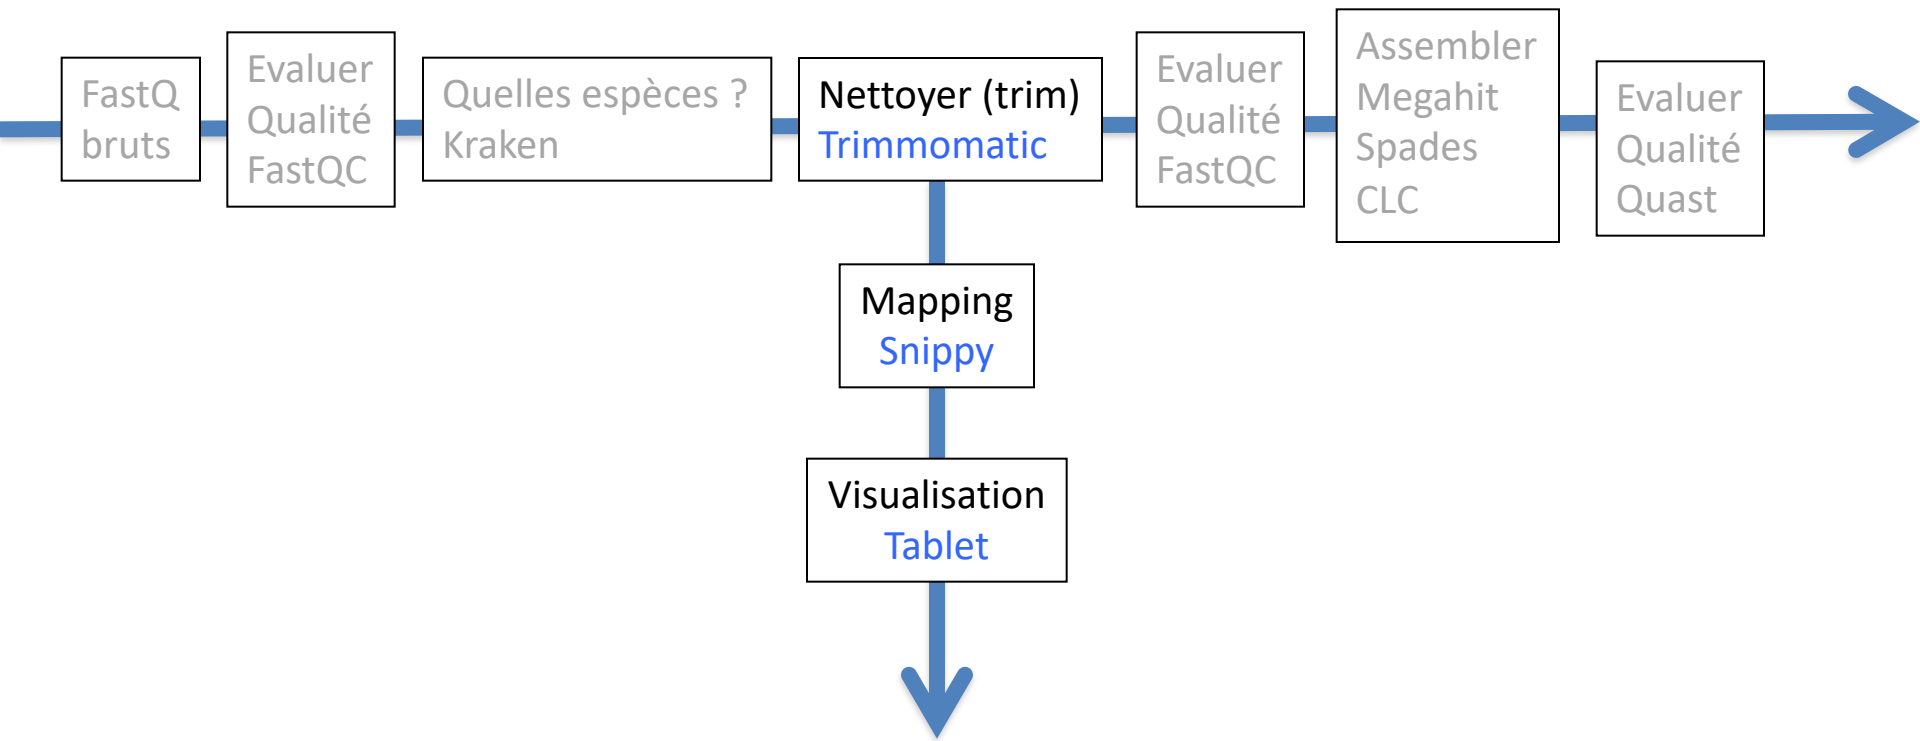 FastQ
bruts
Evaluer
Qualité
FastQC
Quelles espèces ?
Kraken
Nettoyer (trim)
Trimmomatic
Evaluer
Qualité
FastQC
Assembler
Megahit
Spades
CLC
Evaluer
Qualité
Quast
Mapping
Snippy
Visualisation
Tablet